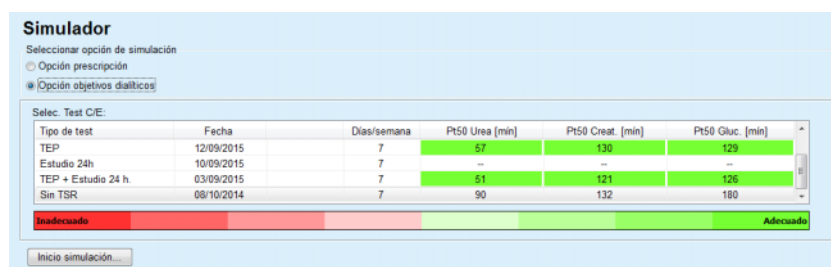 Simulador
Seleccionar opción de simulación
Opción prescripción
Opción objetivos dialíticos
Selec. Test C/E:
Tipo de test Fecha Días/semana Pt50 Urea [min] Pt50 Creat. [min] Pt50 Gluc. [min]
TEP 12/09/2015 7 57 130 129
Estudio 24h 10/09/2015 7 -- -- --
TEP + Estudio 24 h. 03/09/2015 7 51 121 126
Sin TSR 08/10/2014 7 90 132 180
Inadecuado Adecuado
Inicio simulación...